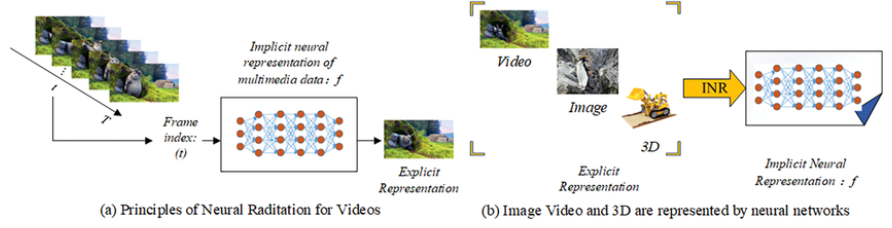 Implicit neural
representation of
multimedia data: f
t
T
Frame
index:
(t)
Explicit
Representation
(a) Principles of Neural Raditation for Videos
Video
Image
3D
Explicit
Representation
INR
Implicit Neural
Representation : f
(b) Image Video and 3D are represented by neural networks